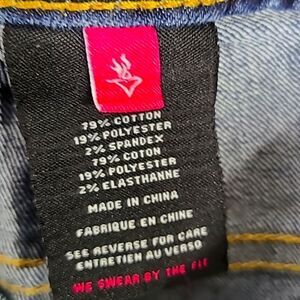 79% COTTON
19% POLYESTER
2% SPANDEX
79% COTON
19% POLYESTER
2% ELASTHANNE
MADE IN CHINA
FABRIQUE EN CHINE
SEE REVERSE FOR CARE
ENTRETIEN AU VERSO
WE SWEAR BY THE FIT